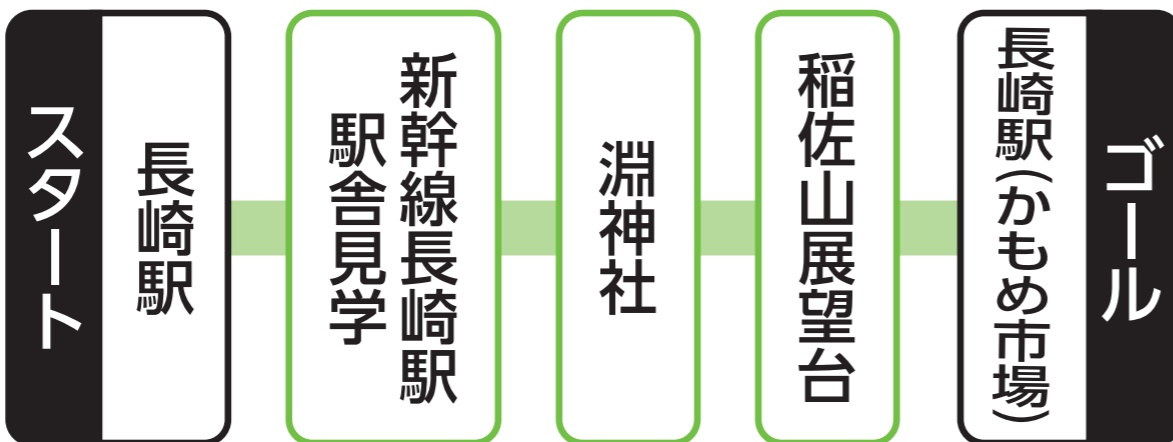 スタート
長崎駅
新幹線長崎駅
駅舎見学
淵神社
稲佐山展望台
長崎駅(かもめ市場)
ゴール